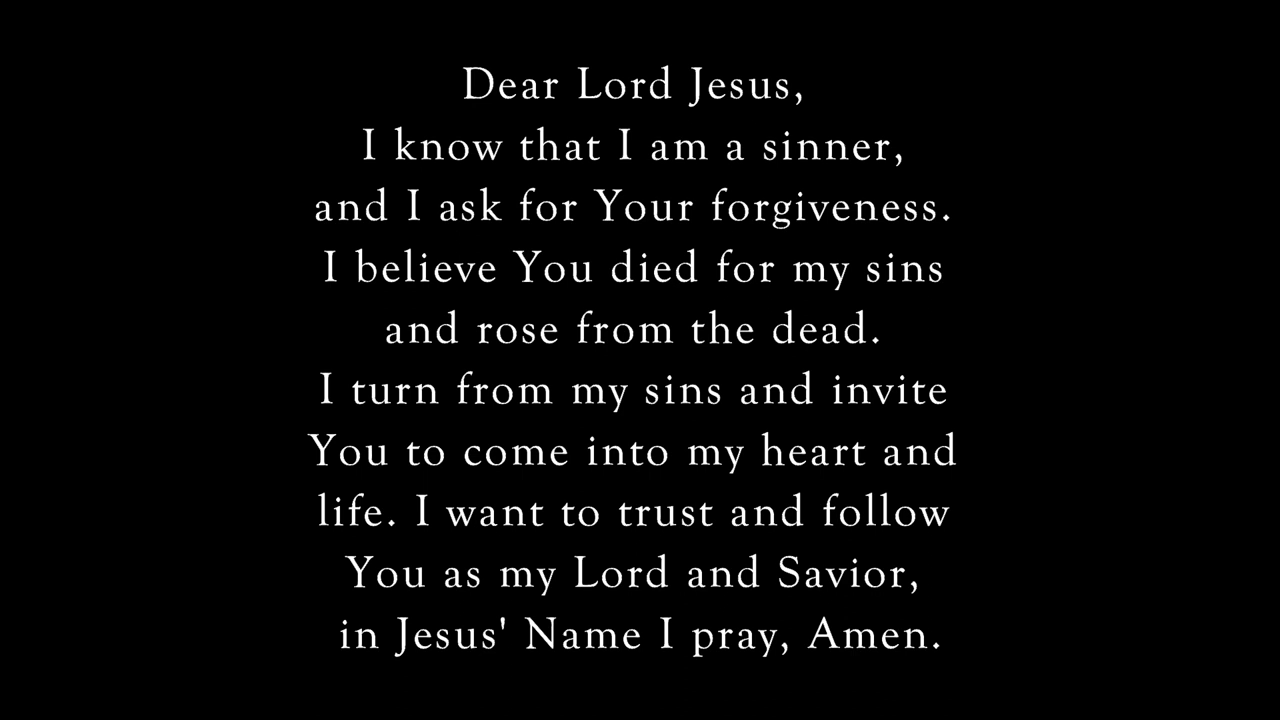 Dear Lord Jesus,
I know that I am a sinner,
and I ask for Your forgiveness.
I believe You died for my sins
and rose from the dead.
I turn from my sins and invite
You to come into my heart and
life. I want to trust and follow
You as my Lord and Savior,
in Jesus' Name I pray, Amen.